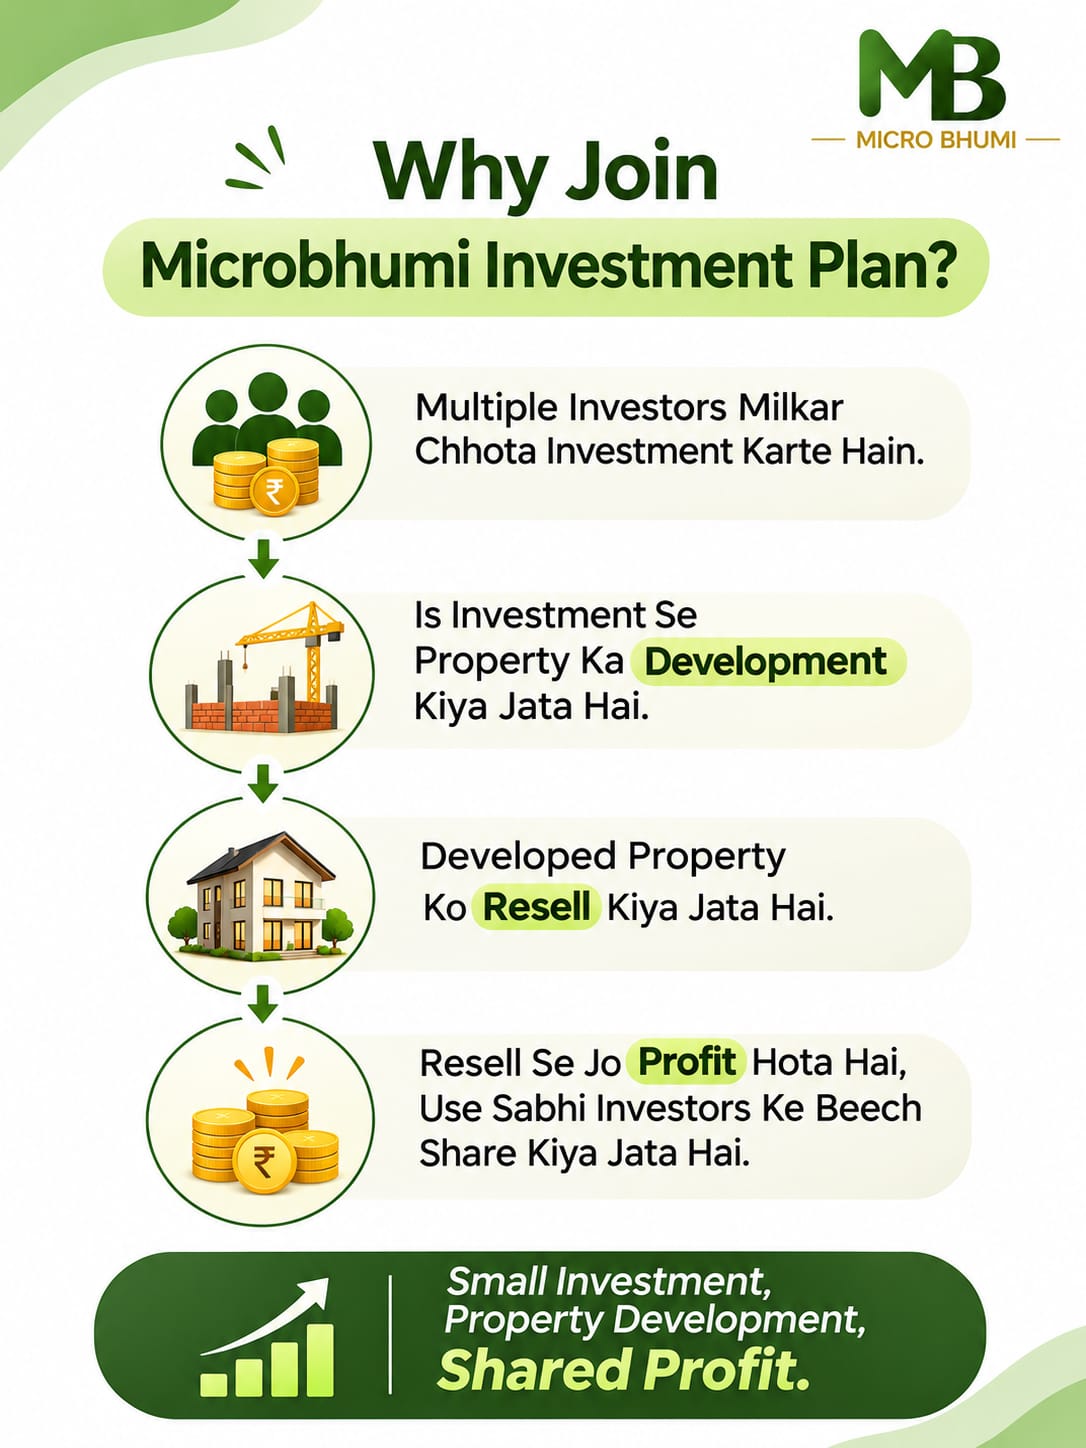 MB
MICRO BHUMI
Why Join
Microbhumi Investment Plan?
Multiple Investors Milkar
Chhota Investment Karte Hain.
₹
Is Investment Se
Property Ka Development
Kiya Jata Hai.
Developed Property
Ko Resell Kiya Jata Hai.
Resell Se Jo Profit Hota Hai,
Use Sabhi Investors Ke Beech
Share Kiya Jata Hai.
₹
Small Investment,
Property Development,
Shared Profit.